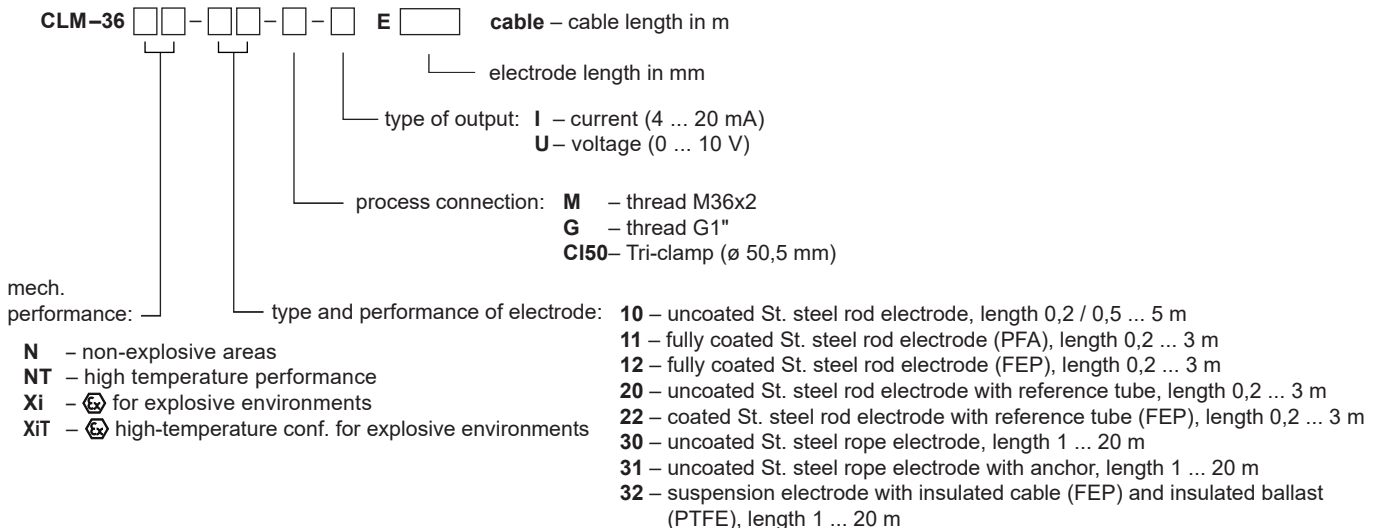 CLM–36 – – – E cable – cable length in m
electrode length in mm
type of output: I – current (4 ... 20 mA)
U – voltage (0 ... 10 V)
process connection: M – thread M36x2
G – thread G1"
Cl50– Tri-clamp (ø 50,5 mm)
mech.
performance:
type and performance of electrode: 10 – uncoated St. steel rod electrode, length 0,2 / 0,5 ... 5 m
11 – fully coated St. steel rod electrode (PFA), length 0,2 ... 3 m
12 – fully coated St. steel rod electrode (FEP), length 0,2 ... 3 m
20 – uncoated St. steel rod electrode with reference tube, length 0,2 ... 3 m
22 – coated St. steel rod electrode with reference tube (FEP), length 0,2 ... 3 m
30 – uncoated St. steel rope electrode, length 1 ... 20 m
31 – uncoated St. steel rope electrode with anchor, length 1 ... 20 m
32 – suspension electrode with insulated cable (FEP) and insulated ballast
(PTFE), length 1 ... 20 m
N – non-explosive areas
NT – high temperature performance
Xi – Ex for explosive environments
XiT – Ex high-temperature conf. for explosive environments